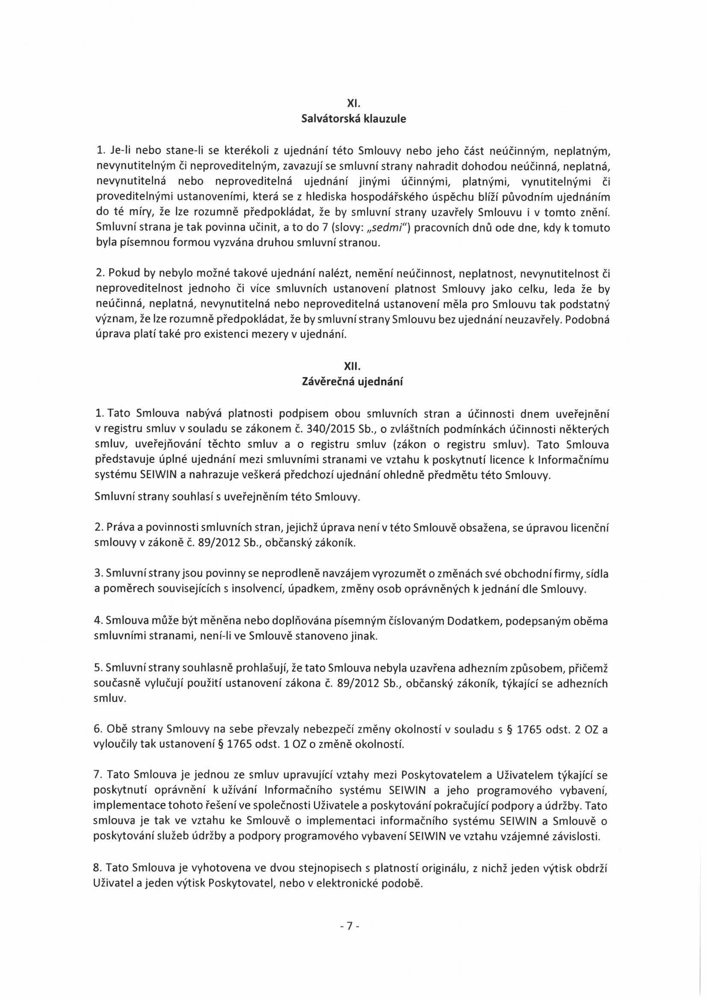 XI.
Salvátorská klauzule
1. Je-li nebo stane-li se kterékoli z ujednání této Smlouvy nebo jeho část neúčinným, neplatným,
nevynutitelným či neproveditelným, zavazují se smluvní strany nahradit dohodou neúčinná, neplatná,
nevynutitelná nebo neproveditelná ujednání jinými účinnými, platnými, vynutitelnými či
proveditelnými ustanoveními, která se z hlediska hospodářského úspěchu blíží původním ujednáním
do té míry, že lze rozumně předpokládat, že by smluvní strany uzavřely Smlouvu i v tomto znění.
Smluvní strana je tak povinna učinit, a to do 7 (slovy: „sedmi“) pracovních dnů ode dne, kdy k tomuto
byla písemnou formou vyzvána druhou smluvní stranou.
2. Pokud by nebylo možné takové ujednání nalézt, nemění neúčinnost, neplatnost, nevynutitelnost či
neproveditelnost jednoho či více smluvních ustanovení platnost Smlouvy jako celku, leda že by
neúčinná, neplatná, nevynutitelná nebo neproveditelná ustanovení měla pro Smlouvu tak podstatný
význam, že lze rozumně předpokládat, že by smluvní strany Smlouvu bez ujednání neuzavřely. Podobná
úprava platí také pro existenci mezery v ujednání.
XII.
Závěrečná ujednání
1. Tato Smlouva nabývá platnosti podpisem obou smluvních stran a účinnosti dnem uveřejnění
v registru smluv v souladu se zákonem č. 340/2015 Sb., o zvláštních podmínkách účinnosti některých
smluv, uveřejňování těchto smluv a o registru smluv (zákon o registru smluv). Tato Smlouva
představuje úplné ujednání mezi smluvními stranami ve vztahu k poskytnutí licence k Informačnímu
systému SEIWIN a nahrazuje veškerá předchozí ujednání ohledně předmětu této Smlouvy.
Smluvní strany souhlasí s uveřejněním této Smlouvy.
2. Práva a povinnosti smluvních stran, jejichž úprava není v této Smlouvě obsažena, se úpravou licenční
smlouvy v zákoně č. 89/2012 Sb., občanský zákoník.
3. Smluvní strany jsou povinny se neprodleně navzájem vyrozumět o změnách své obchodní firmy, sídla
a poměrech souvisejících s insolvencí, úpadkem, změny osob oprávněných k jednání dle Smlouvy.
4. Smlouva může být měněna nebo doplňována písemným číslovaným Dodatkem, podepsaným oběma
smluvními stranami, není-li ve Smlouvě stanoveno jinak.
5. Smluvní strany souhlasně prohlašují, že tato Smlouva nebyla uzavřena adhezním způsobem, přičemž
současně vylučují použití ustanovení zákona č. 89/2012 Sb., občanský zákoník, týkající se adhezních
smluv.
6. Obě strany Smlouvy na sebe převzaly nebezpečí změny okolností v souladu s § 1765 odst. 2 OZ a
vyloučily tak ustanovení § 1765 odst. 1 OZ o změně okolností.
7. Tato Smlouva je jednou ze smluv upravující vztahy mezi Poskytovatelem a Uživatelem týkající se
poskytnutí oprávnění k užívání Informačního systému SEIWIN a jeho programového vybavení,
implementace tohoto řešení ve společnosti Uživatele a poskytování pokračující podpory a údržby. Tato
smlouva je tak ve vztahu ke Smlouvě o implementaci informačního systému SEIWIN a Smlouvě o
poskytování služeb údržby a podpory programového vybavení SEIWIN ve vztahu vzájemné závislosti.
8. Tato Smlouva je vyhotovena ve dvou stejnopisech s platností originálu, z nichž jeden výtisk obdrží
Uživatel a jeden výtisk Poskytovatel, nebo v elektronické podobě.
- 7 -